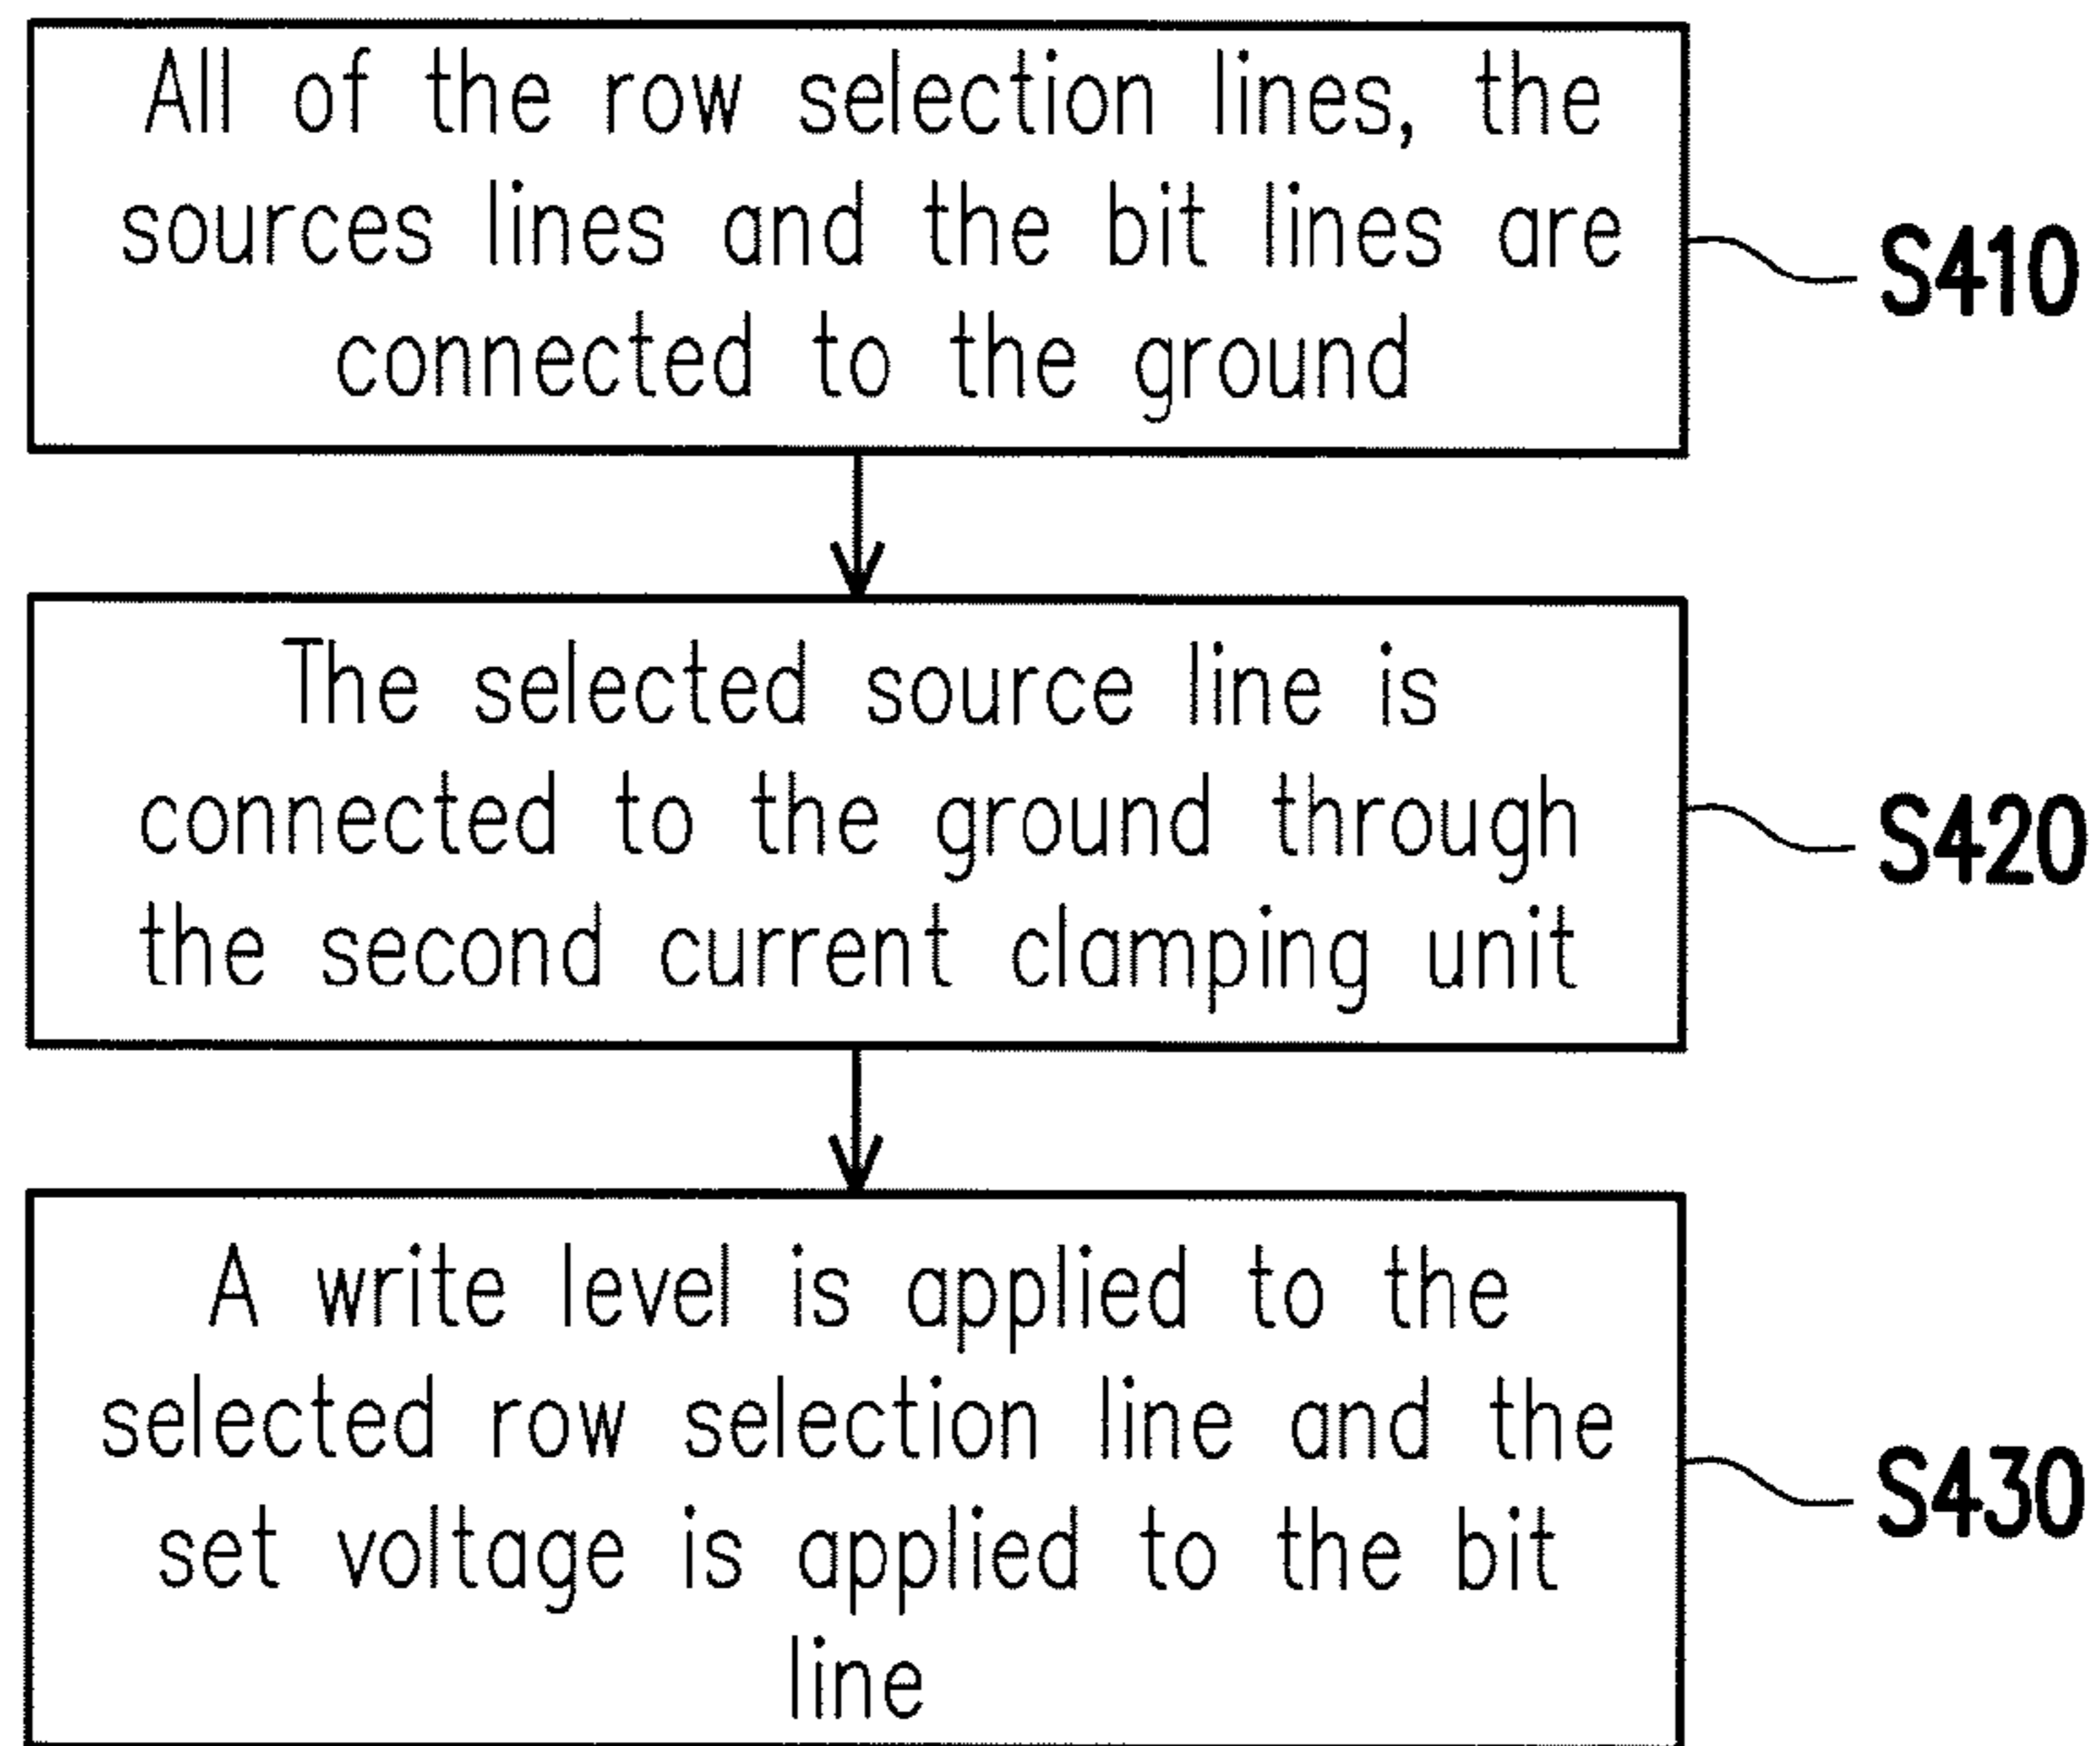 All of the row selection lines, the
sources lines and the bit lines are
connected to the ground
S410
The selected source line is
connected to the ground through
the second current clamping unit
S420
A write level is applied to the
selected row selection line and the
set voltage is applied to the bit
line
S430